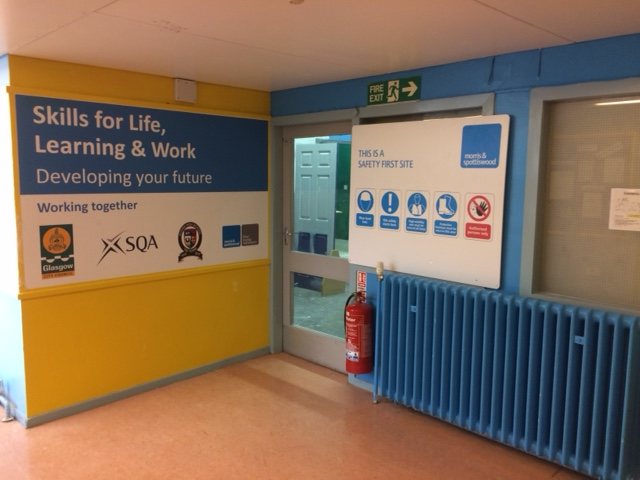 Skills for Life,
Learning & Work
Developing your future
Working together
Glasgow
SQA
FIRE
EXIT
THIS IS A
SAFETY FIRST SITE
morris &
spottiswood